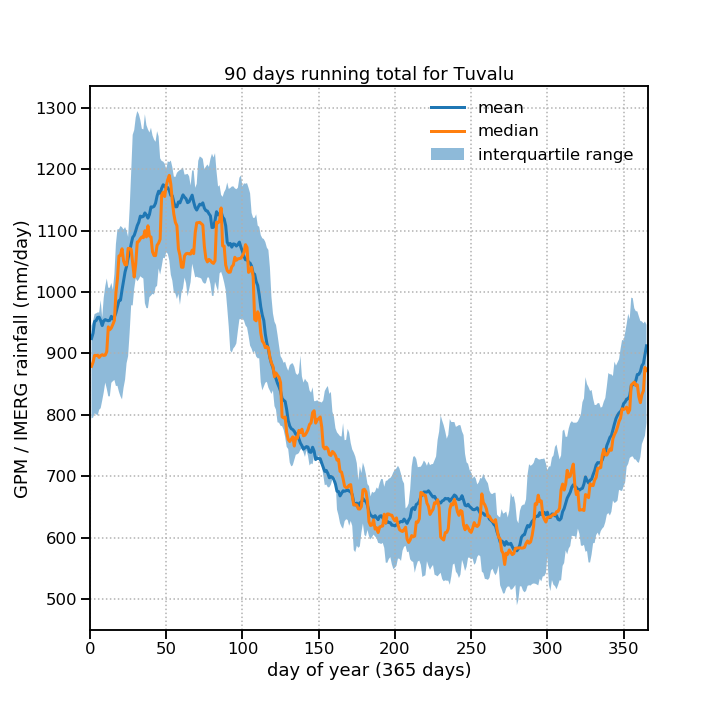 90 days running total for Tuvalu
mean
median
interquartile range
GPM / IMERG rainfall (mm/day)
1300
1200
1100
1000
900
800
700
600
500
0 50 100 150 200 250 300 350
day of year (365 days)